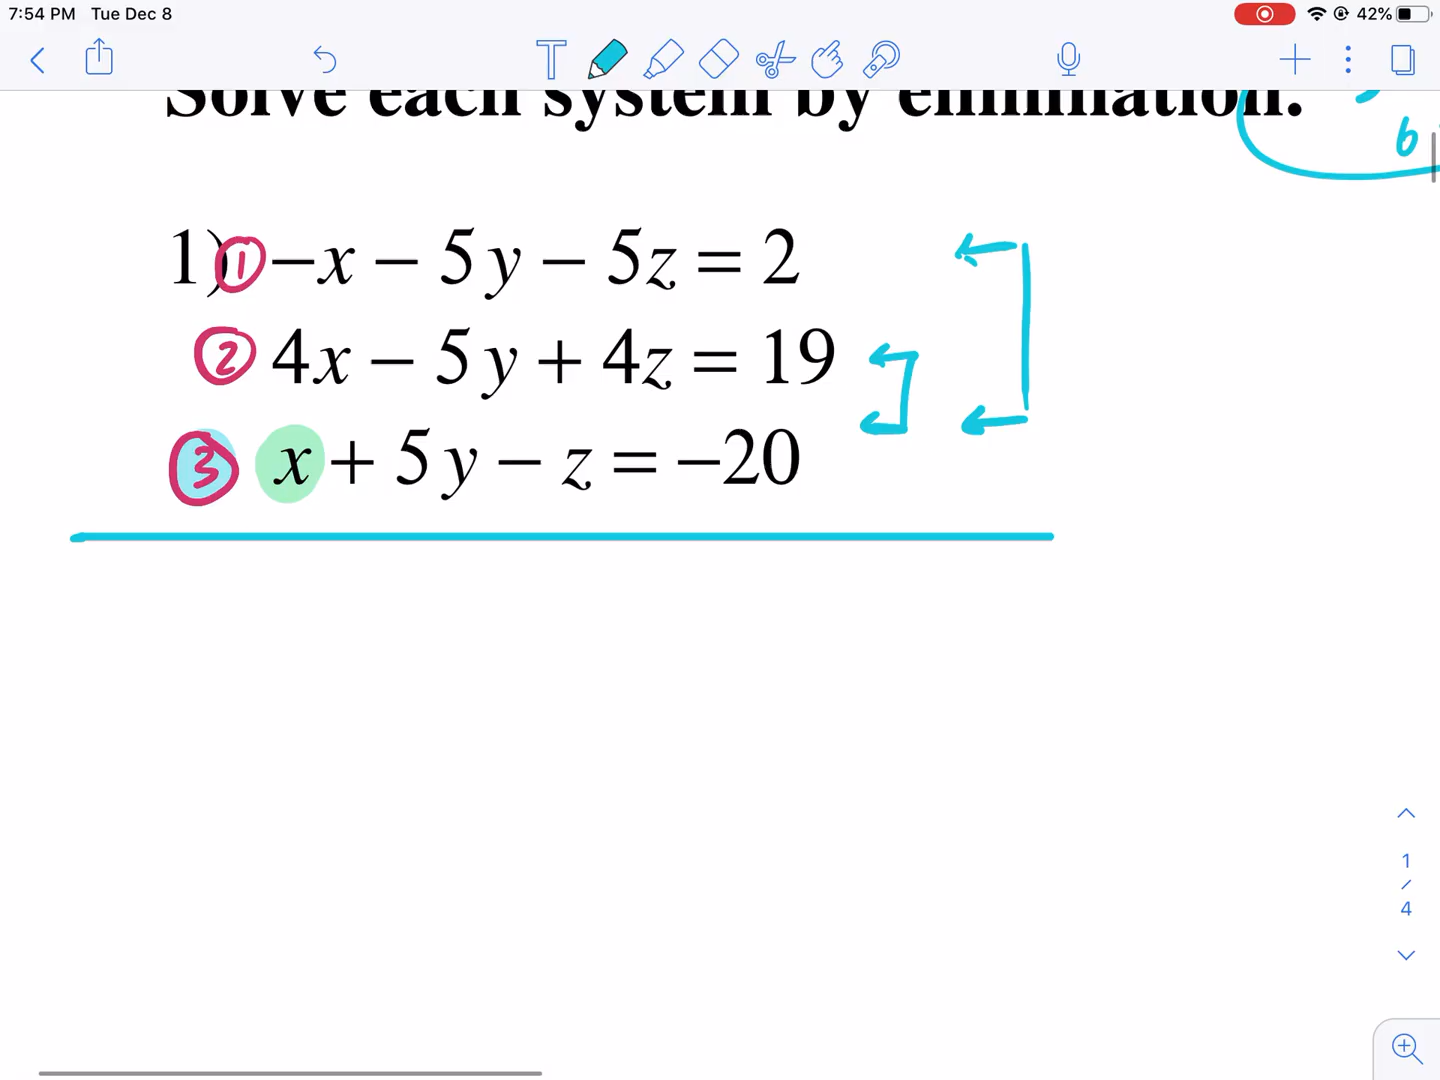 7:54 PM Tue Dec 8
42%
T
Solve each system by elimination.
6
1) ① −x − 5y − 5z = 2
② 4x − 5y + 4z = 19
③ x + 5y − z = −20
1
/
4